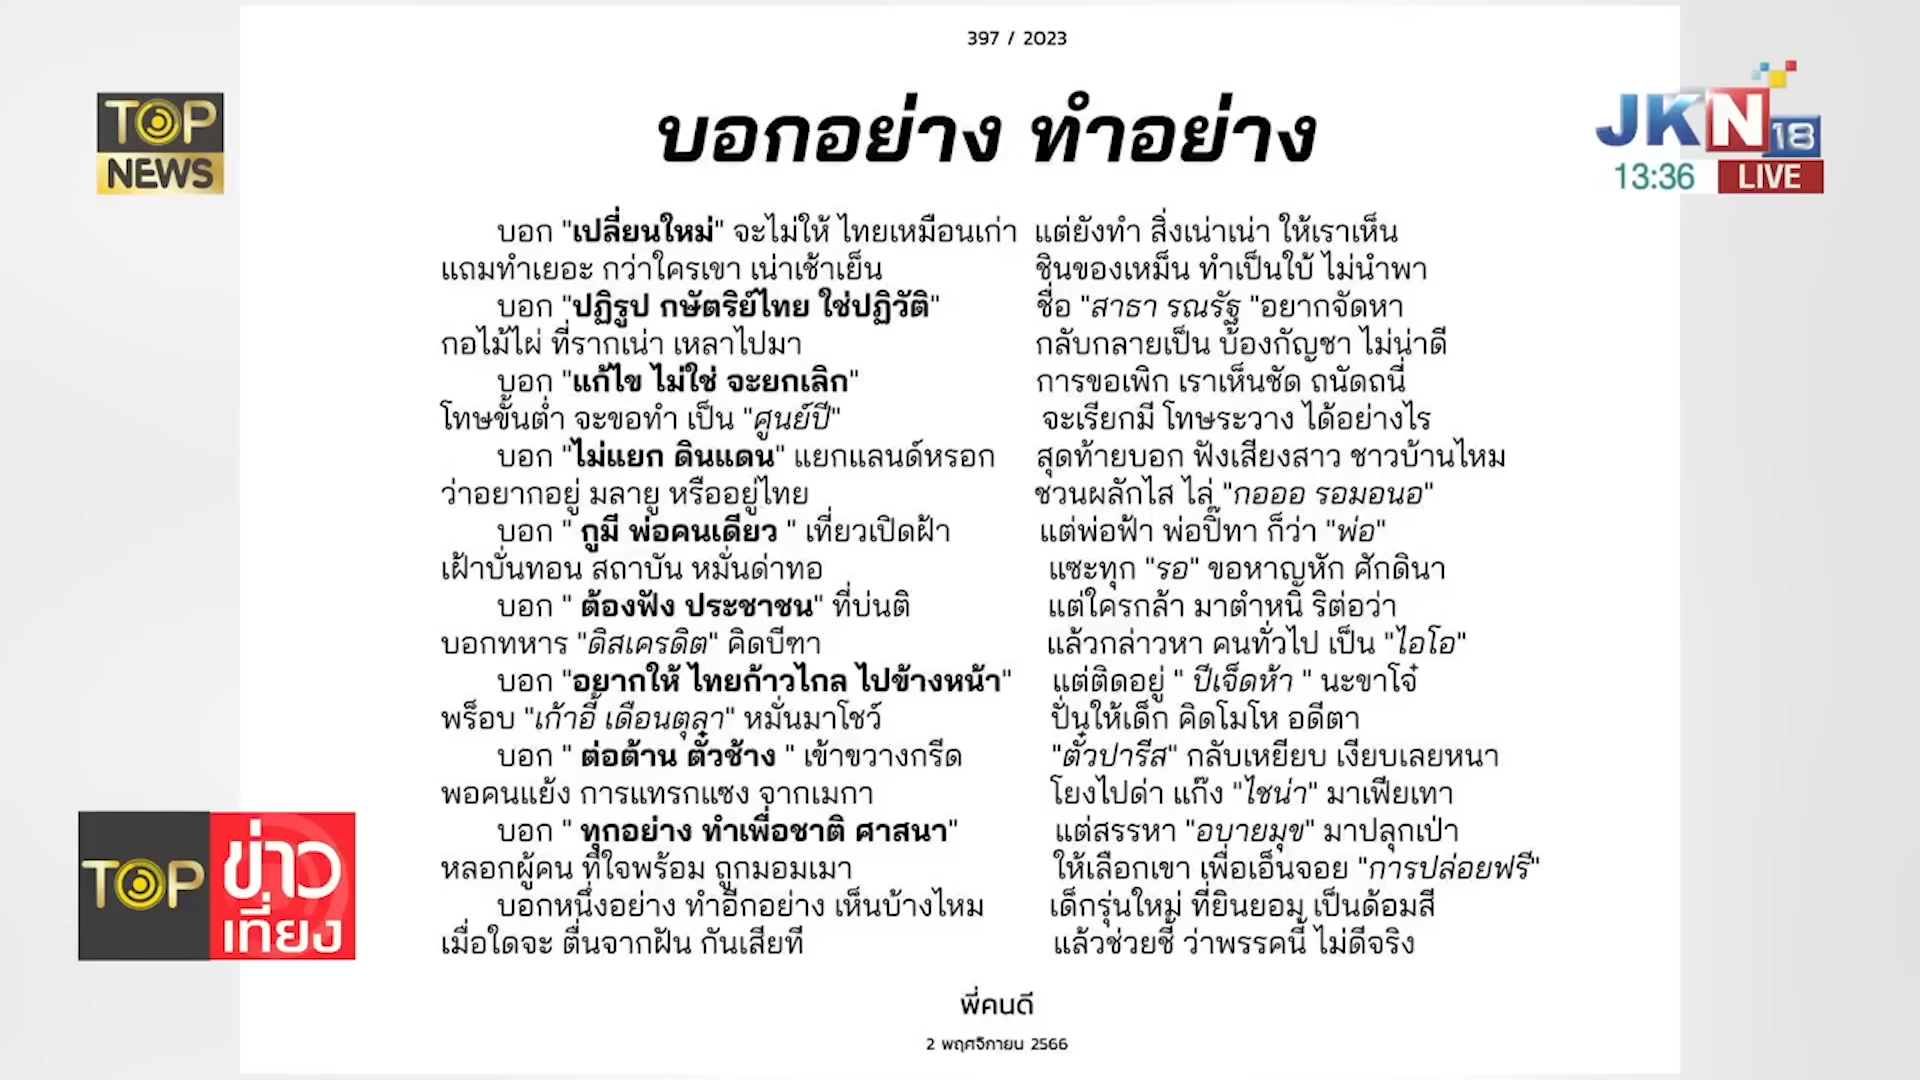 397 / 2023
TOP
NEWS
JKN18
13:36 LIVE
บอกอย่าง ทำอย่าง
บอก "เปลี่ยนใหม่" จะไม่ให้ ไทยเหมือนเก่า แต่ยังทำ สิ่งเน่าเน่า ให้เราเห็น
แถมทำเยอะ กว่าใครเขา เน่าเช้าเย็น ชินของเหม็น ทำเป็นใบ้ ไม่นำพา
บอก "ปฏิรูป กษัตริย์ไทย ใช่ปฏิวัติ" ชื่อ "สาธา รณรัฐ "อยากจัดหา
กอไม้ไผ่ ที่รากเน่า เหลาไปมา กลับกลายเป็น บ้องกัญชา ไม่น่าดี
บอก "แก้ไข ไม่ใช่ จะยกเลิก" การขอเพิก เราเห็นชัด ถนัดถนี่
โทษขั้นต่ำ จะขอทำ เป็น "ศูนย์ปี" จะเรียกมี โทษระวาง ได้อย่างไร
บอก "ไม่แยก ดินแดน" แยกแลนด์หรอก สุดท้ายบอก ฟังเสียงสาว ชาวบ้านไหม
ว่าอยากอยู่ มลายู หรืออยู่ไทย ชวนผลักไส ไล่ "กอออ รอมอนอ"
บอก " กูมี พ่อคนเดียว " เที่ยวเปิดฝ้า แต่พ่อฟ้า พ่อปิ๊ทา ก็ว่า "พ่อ"
เฝ้าบั่นทอน สถาบัน หมั่นด่าทอ แซะทุก "รอ" ขอหาญหัก ศักดินา
บอก " ต้องฟัง ประชาชน" ที่บ่นติ แต่ใครกล้า มาตำหนิ ริต่อว่า
บอกทหาร "ดิสเครดิต" คิดบีฑา แล้วกล่าวหา คนทั่วไป เป็น "ไอโอ"
บอก "อยากให้ ไทยก้าวไกล ไปข้างหน้า" แต่ติดอยู่ " ปีเจ็ดห้า " นะขาโจ๋
พร็อบ "เก้าอี้ เดือนตุลา" หมั่นมาโชว์ ปั่นให้เด็ก คิดโมโห อดีตา
บอก " ต่อต้าน ตั๋วช้าง " เข้าขวางกรีด "ตั๋วปารีส" กลับเหยียบ เงียบเลยหนา
พอคนแย้ง การแทรกแซง จากเมกา โยงไปด่า แก๊ง "ไชน่า" มาเฟียเทา
บอก " ทุกอย่าง ทำเพื่อชาติ ศาสนา" แต่สรรหา "อบายมุข" มาปลุกเป่า
หลอกผู้คน ที่ใจพร้อม ถูกมอมเมา ให้เลือกเขา เพื่อเอ็นจอย "การปล่อยฟรี"
บอกหนึ่งอย่าง ทำอีกอย่าง เห็นบ้างไหม เด็กรุ่นใหม่ ที่ยินยอม เป็นด้อมสี
เมื่อใดจะ ตื่นจากฝัน กันเสียที แล้วช่วยชี้ ว่าพรรคนี้ ไม่ดีจริง
TOP ข่าวเที่ยง
พี่คนดี
2 พฤศจิกายน 2566